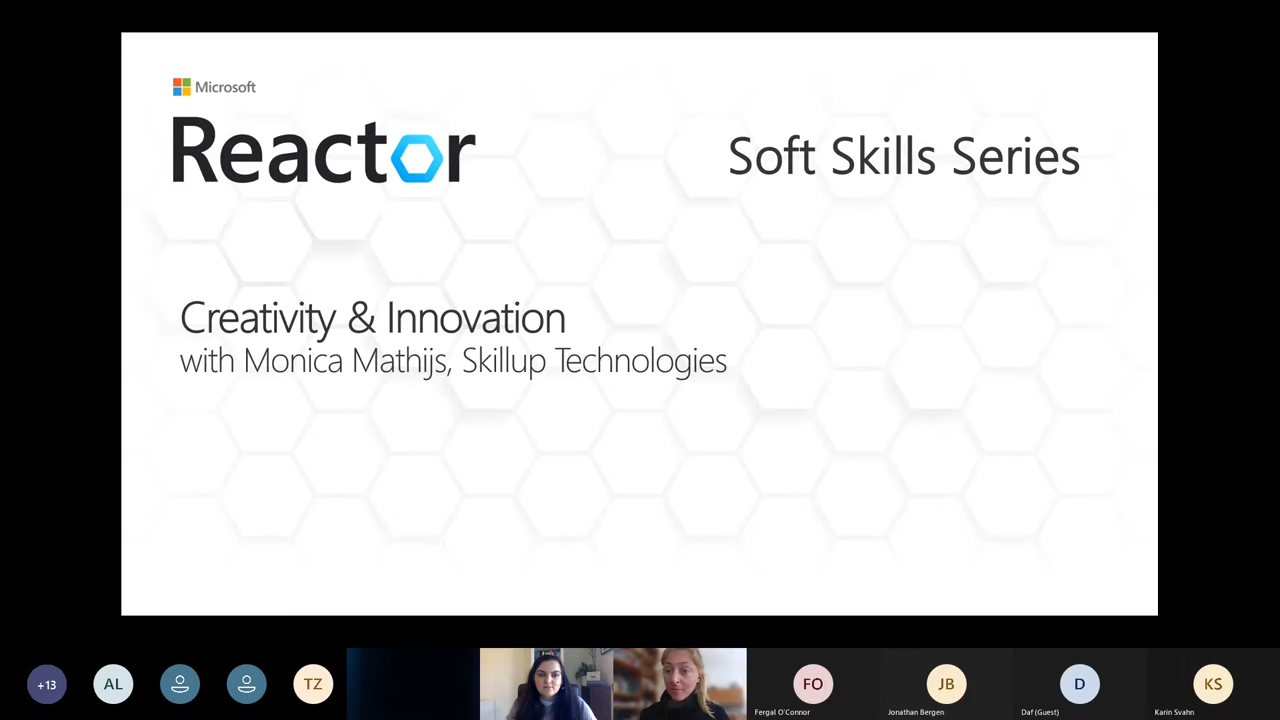 Microsoft
Reactor
Soft Skills Series
Creativity & Innovation
with Monica Mathijs, Skillup Technologies
+13
AL
TZ
FO
JB
D
KS
Fergal O'Connor
Jonathan Bergen
Daf (Guest)
Karin Svahn